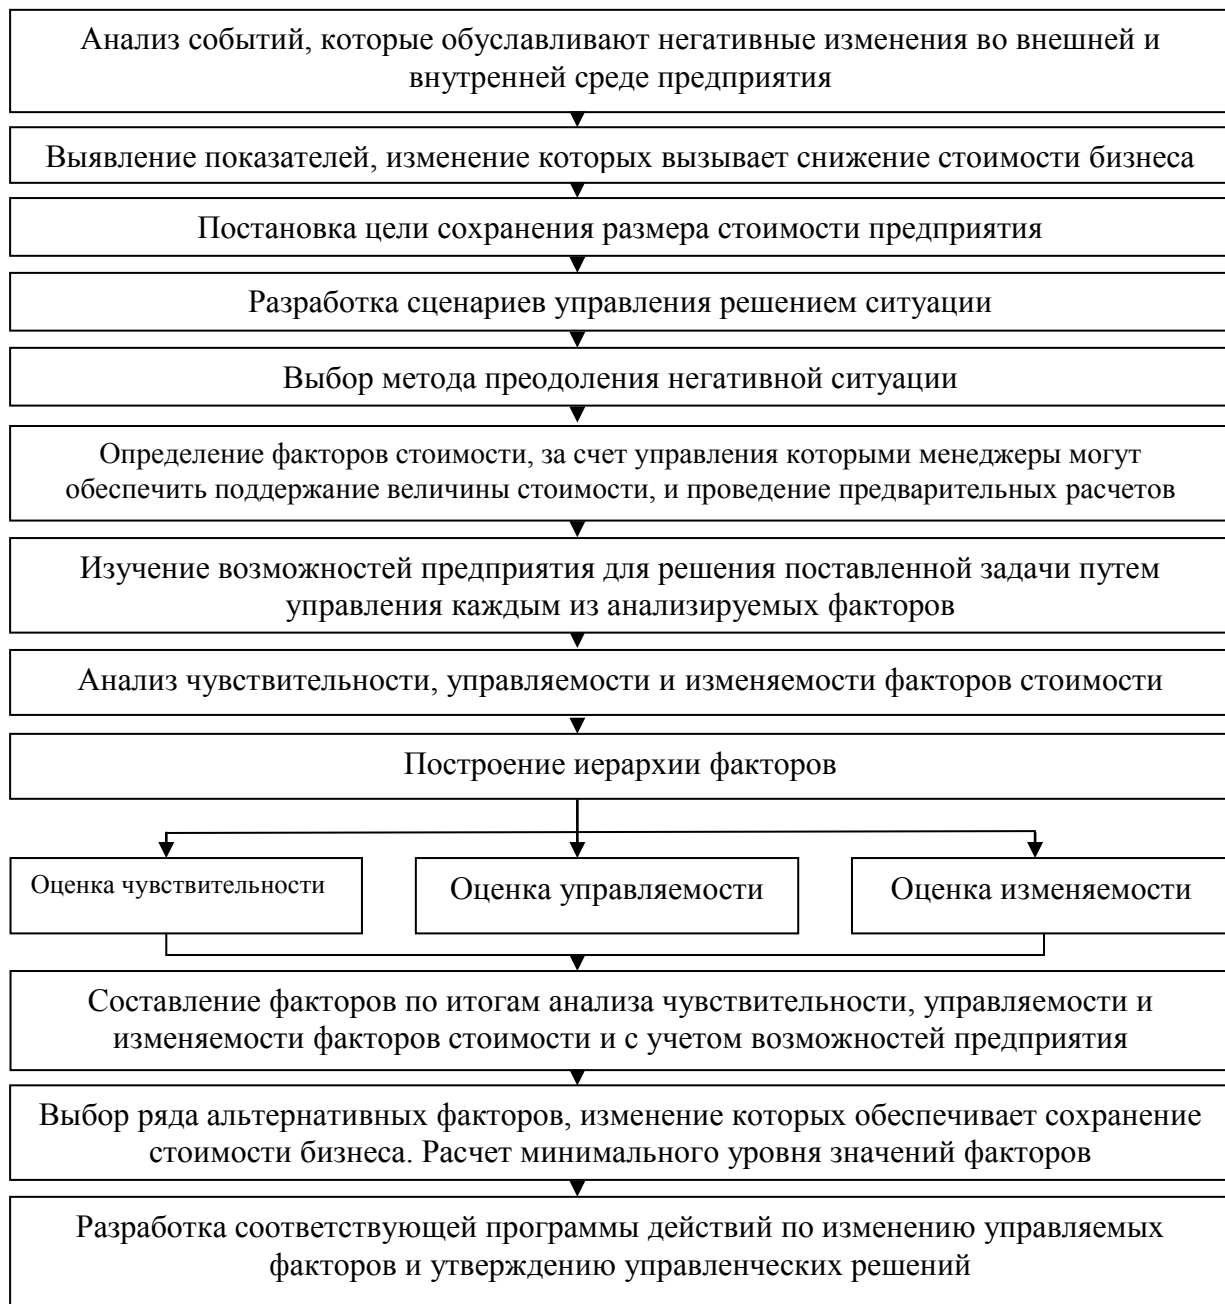 Анализ событий, которые обуславливают негативные изменения во внешней и
внутренней среде предприятия
Выявление показателей, изменение которых вызывает снижение стоимости бизнеса
Постановка цели сохранения размера стоимости предприятия
Разработка сценариев управления решением ситуации
Выбор метода преодоления негативной ситуации
Определение факторов стоимости, за счет управления которыми менеджеры могут
обеспечить поддержание величины стоимости, и проведение предварительных расчетов
Изучение возможностей предприятия для решения поставленной задачи путем
управления каждым из анализируемых факторов
Анализ чувствительности, управляемости и изменяемости факторов стоимости
Построение иерархии факторов
Оценка чувствительности
Оценка управляемости
Оценка изменяемости
Составление факторов по итогам анализа чувствительности, управляемости и
изменяемости факторов стоимости и с учетом возможностей предприятия
Выбор ряда альтернативных факторов, изменение которых обеспечивает сохранение
стоимости бизнеса. Расчет минимального уровня значений факторов
Разработка соответствующей программы действий по изменению управляемых
факторов и утверждению управленческих решений